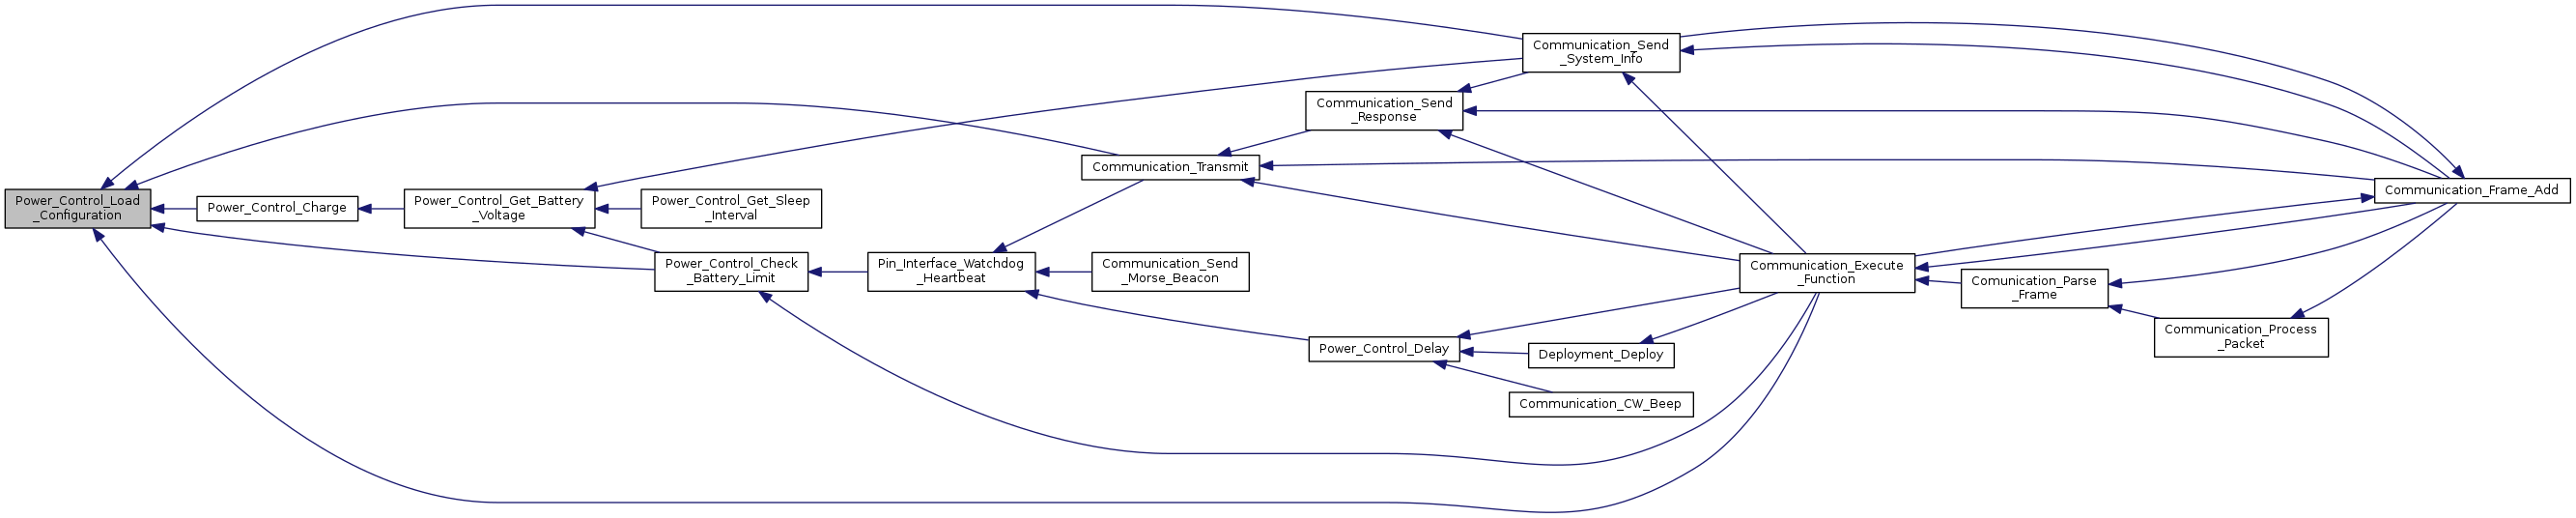 Power_Control_Load
_Configuration
Power_Control_Charge
Power_Control_Get_Battery
_Voltage
Power_Control_Get_Sleep
_Interval
Power_Control_Check
_Battery_Limit
Pin_Interface_Watchdog
_Heartbeat
Communication_Transmit
Communication_Send
_Morse_Beacon
Communication_Send
_Response
Communication_Send
_System_Info
Power_Control_Delay
Deployment_Deploy
Communication_CW_Beep
Communication_Execute
_Function
Comunication_Parse
_Frame
Communication_Process
_Packet
Communication_Frame_Add